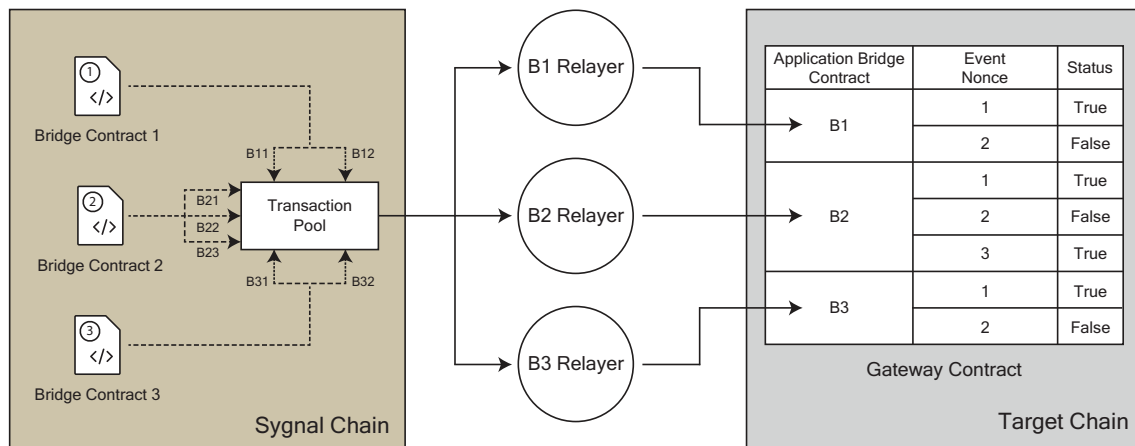 1
</>
Bridge Contract 1
B11
B12
2
</>
Bridge Contract 2
B21
B22
B23
Transaction
Pool
B31
B32
3
</>
Bridge Contract 3
Sygnal Chain
B1 Relayer
B2 Relayer
B3 Relayer
Application Bridge
Contract
Event
Nonce
Status
B1
1
True
2
False
B2
1
True
2
False
3
True
B3
1
True
2
False
Gateway Contract
Target Chain